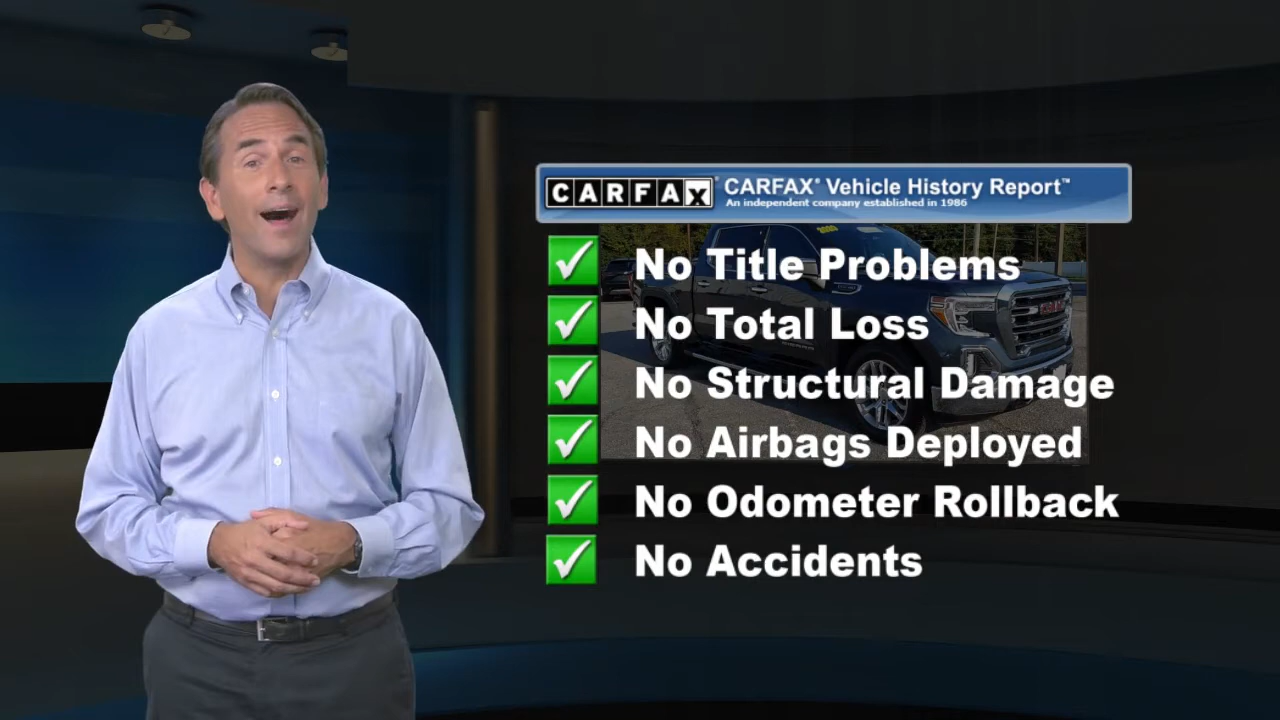 CARFAX® CARFAX® Vehicle History Report™
An independent company established in 1986
No Title Problems
No Total Loss
No Structural Damage
No Airbags Deployed
No Odometer Rollback
No Accidents
GMC